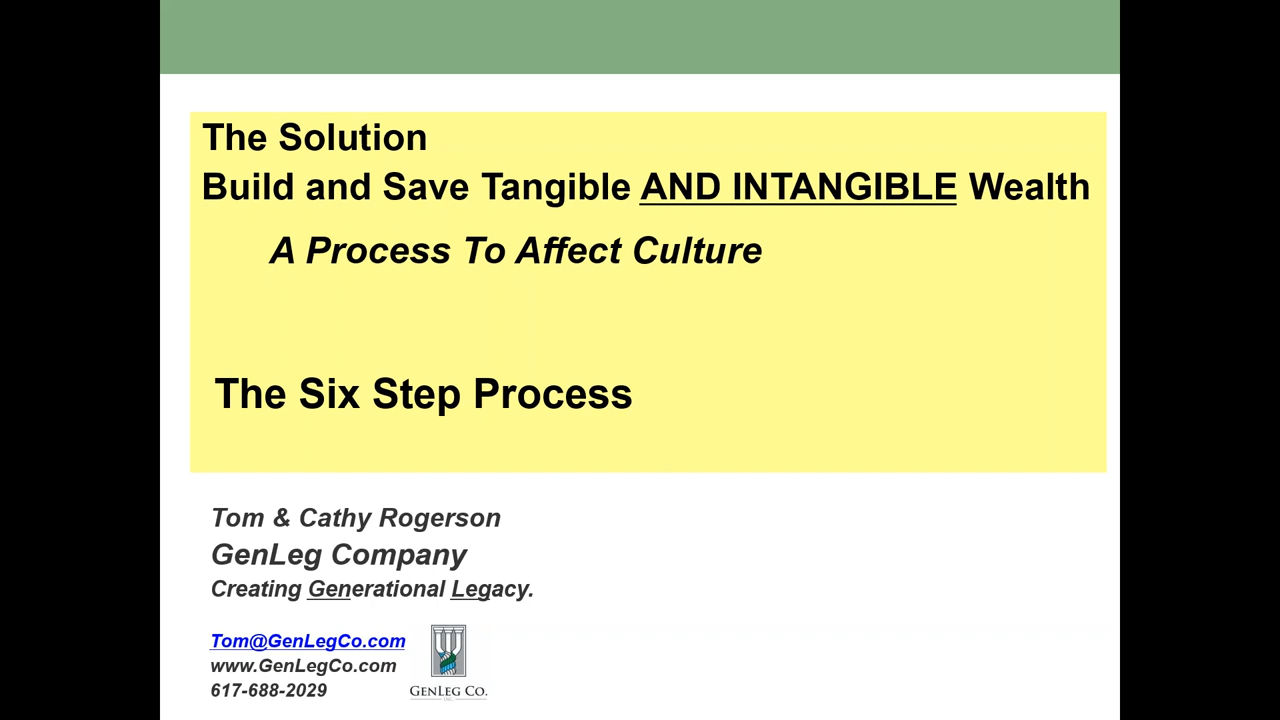 The Solution
Build and Save Tangible AND INTANGIBLE Wealth
A Process To Affect Culture
The Six Step Process
Tom & Cathy Rogerson
GenLeg Company
Creating Generational Legacy.
Tom@GenLegCo.com
www.GenLegCo.com
617-688-2029
GENLEG CO.